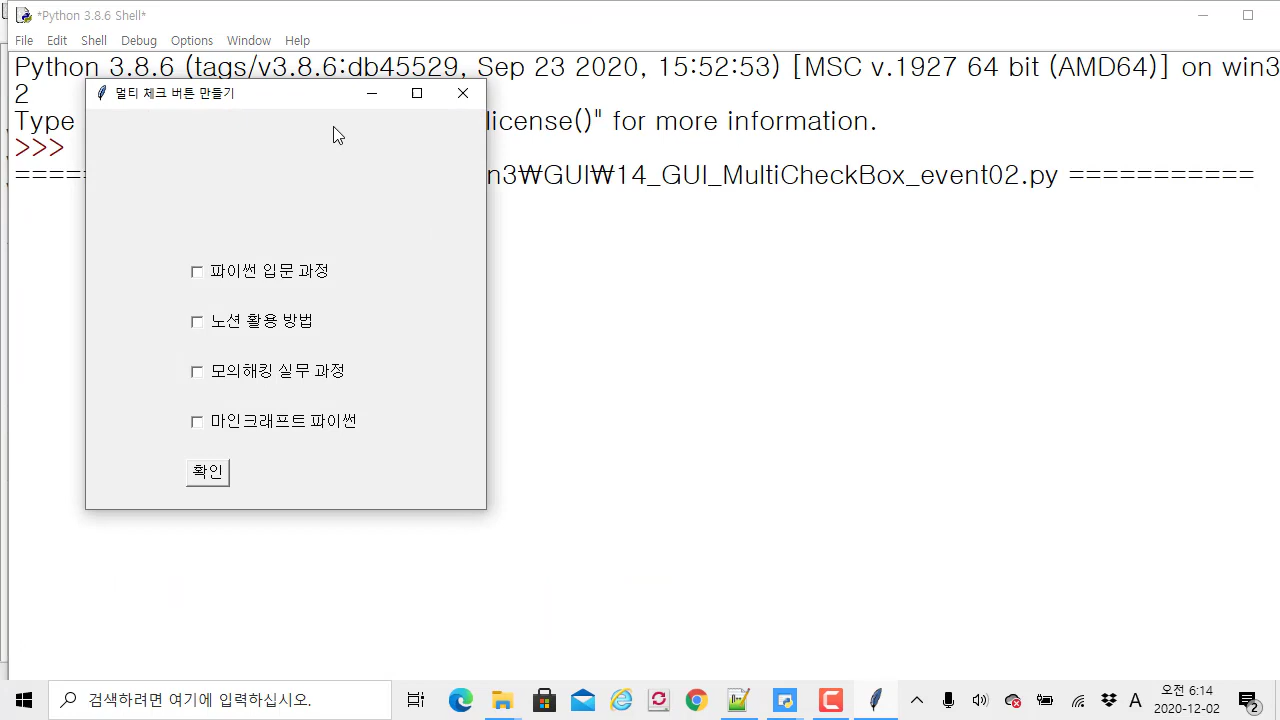 *Python 3.8.6 Shell*
File Edit Shell Debug Options Window Help
Python 3.8.6 (tags/v3.8.6:db45529, Sep 23 2020, 15:52:53) [MSC v.1927 64 bit (AMD64)] on win3
2
Type license()" for more information.
>>>
====== n3₩GUI₩14_GUI_MultiCheckBox_event02.py ===========
멀티 체크 버튼 만들기
파이썬 입문 과정
노션 활용 방법
모의해킹 실무 과정
마인크래프트 파이썬
확인
검색하려면 여기에 입력하십시오.
A
오전 6:14
2020-12-02
2